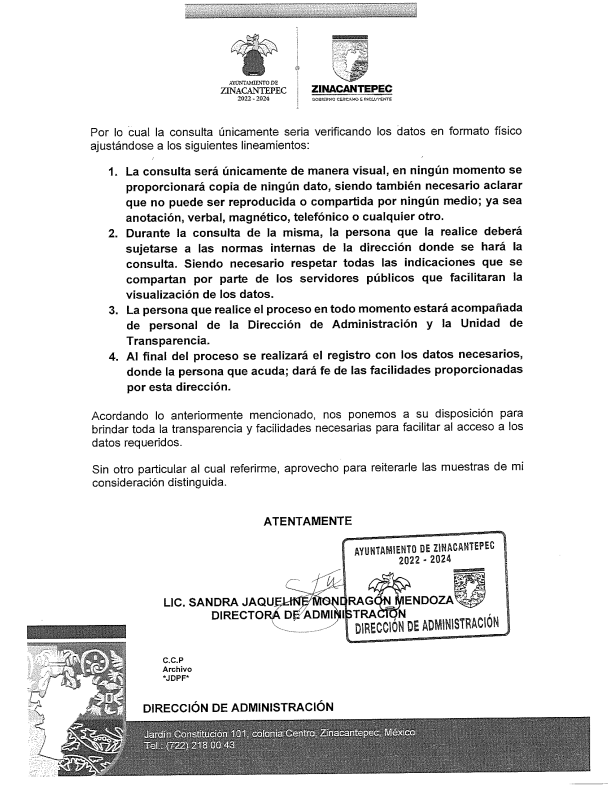 AYUNTAMIENTO DE
ZINACANTEPEC
2022 - 2024
ZINACANTEPEC
GOBIERNO CERCANO E INCLUYENTE
Por lo cual la consulta únicamente seria verificando los datos en formato físico
ajustándose a los siguientes lineamientos:
1. La consulta será únicamente de manera visual, en ningún momento se
proporcionará copia de ningún dato, siendo también necesario aclarar
que no puede ser reproducida o compartida por ningún medio; ya sea
anotación, verbal, magnético, telefónico o cualquier otro.
2. Durante la consulta de la misma, la persona que la realice deberá
sujetarse a las normas internas de la dirección donde se hará la
consulta. Siendo necesario respetar todas las indicaciones que se
compartan por parte de los servidores públicos que facilitaran la
visualización de los datos.
3. La persona que realice el proceso en todo momento estará acompañada
de personal de la Dirección de Administración y la Unidad de
Transparencia.
4. Al final del proceso se realizará el registro con los datos necesarios,
donde la persona que acuda; dará fe de las facilidades proporcionadas
por esta dirección.
Acordando lo anteriormente mencionado, nos ponemos a su disposición para
brindar toda la transparencia y facilidades necesarias para facilitar al acceso a los
datos requeridos.
Sin otro particular al cual referirme, aprovecho para reiterarle las muestras de mi
consideración distinguida.
ATENTAMENTE
AYUNTAMIENTO DE ZINACANTEPEC
2022 - 2024
LIC. SANDRA JAQUELINE MONDRAGÓN MENDOZA
DIRECTORA DE ADMINISTRACIÓN
DIRECCIÓN DE ADMINISTRACIÓN
C.C.P
Archivo
*JDPF*
DIRECCIÓN DE ADMINISTRACIÓN
Jardín Constitución 101, colonia Centro, Zinacantepec, México
Tel.: (722) 218 00 43